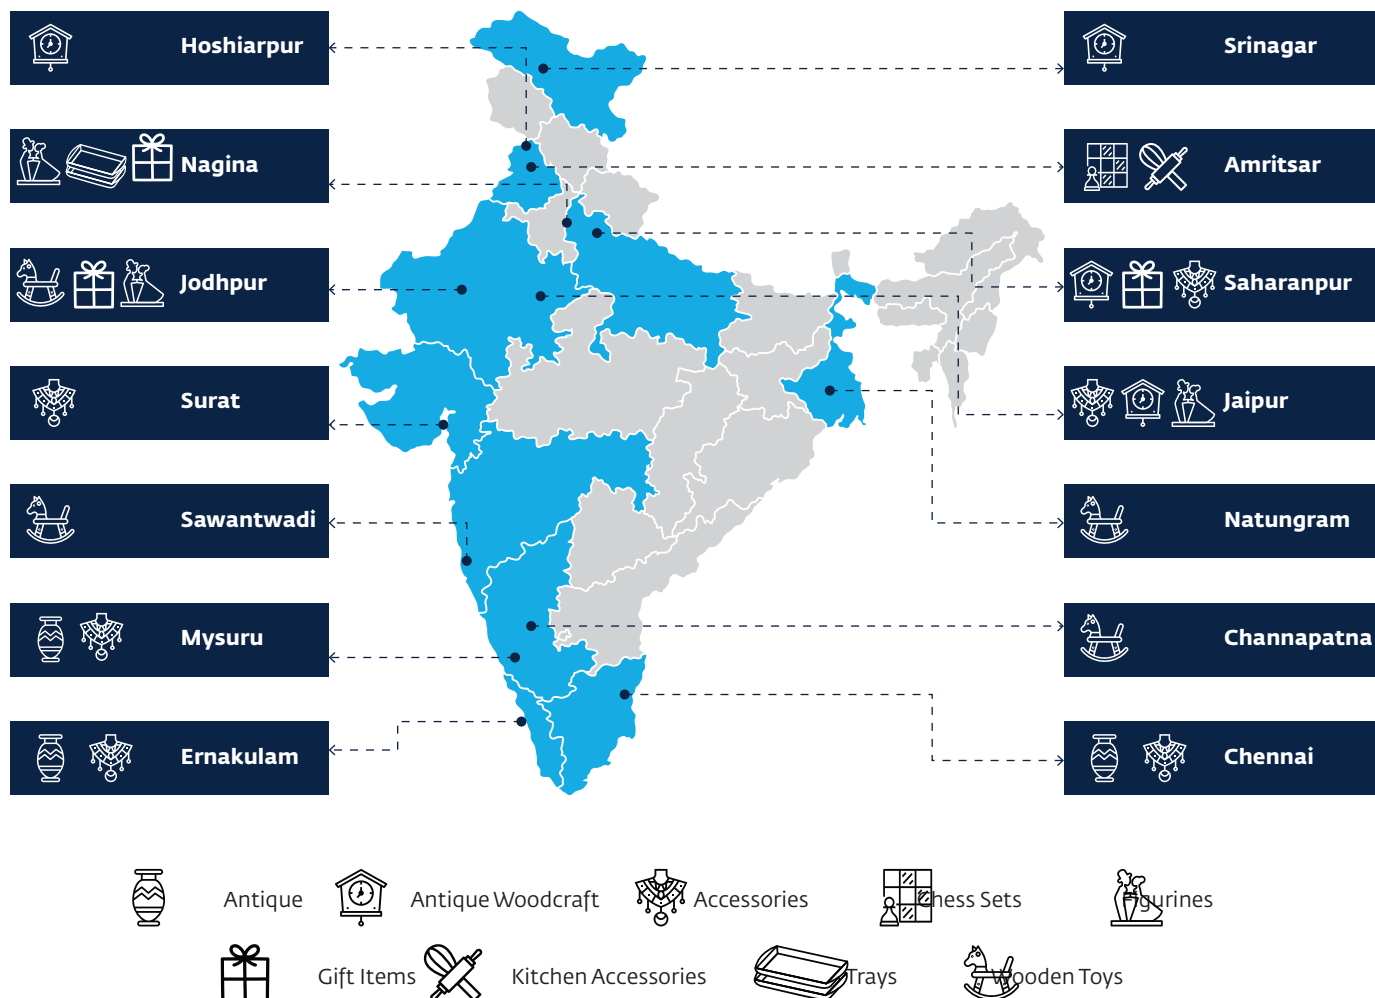 Hoshiarpur
Srinagar
Nagina
Amritsar
Jodhpur
Saharanpur
Surat
Jaipur
Sawantwadi
Natungram
Mysuru
Channapatna
Ernakulam
Chennai
Antique
Antique Woodcraft
Accessories
Chess Sets
Figurines
Gift Items
Kitchen Accessories
Trays
Wooden Toys